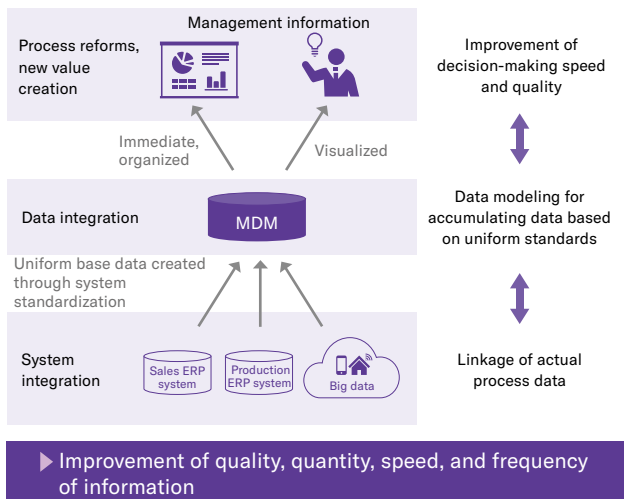 Management information
Process reforms,
new value
creation
Improvement of
decision-making speed
and quality
Immediate,
organized
Visualized
Data integration
MDM
Data modeling for
accumulating data based
on uniform standards
Uniform base data created
through system
standardization
System
integration
Sales ERP
system
Production
ERP system
Big data
Linkage of actual
process data
Improvement of quality, quantity, speed, and frequency
of information